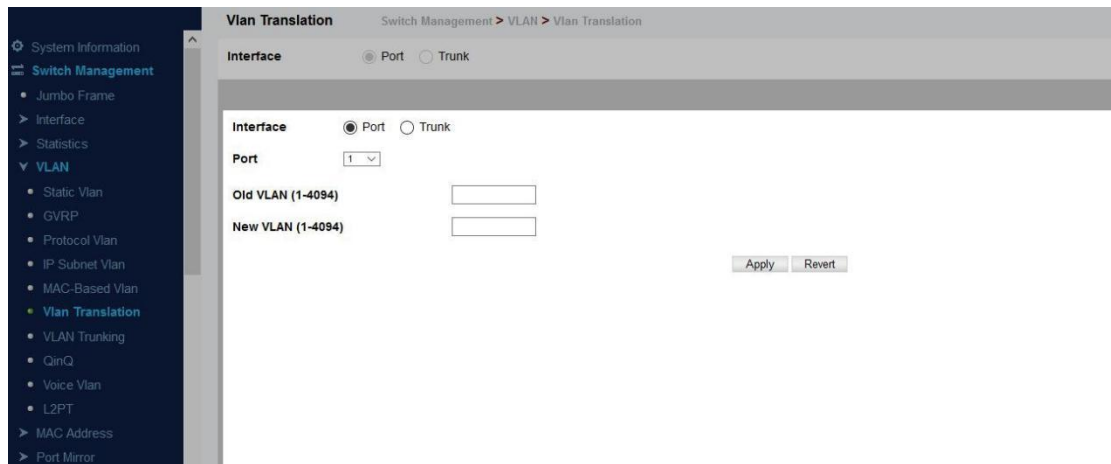 Vlan Translation Switch Management > VLAN > Vlan Translation
Interface Port Trunk
System Information
Switch Management
Jumbo Frame
Interface
Statistics
VLAN
Static Vlan
GVRP
Protocol Vlan
IP Subnet Vlan
MAC-Based Vlan
Vlan Translation
VLAN Trunking
QinQ
Voice Vlan
L2PT
MAC Address
Port Mirror
Interface Port Trunk
Port 1
Old VLAN (1-4094)
New VLAN (1-4094)
Apply Revert